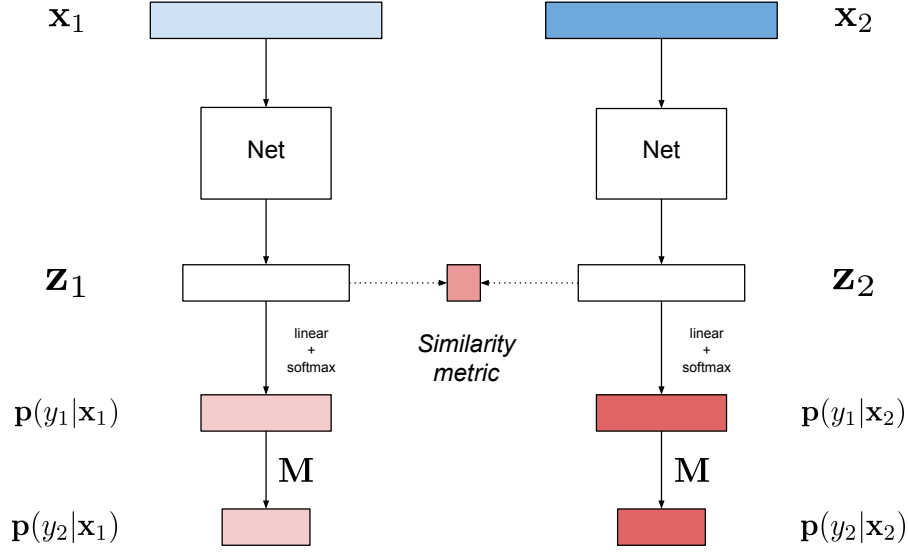 𝐱₁ 𝐱₂
Net Net
𝐳₁ 𝐳₂
linear
+
softmax
Similarity
metric
linear
+
softmax
𝐩(y₁|𝐱₁) 𝐩(y₁|𝐱₂)
𝐌 𝐌
𝐩(y₂|𝐱₁) 𝐩(y₂|𝐱₂)